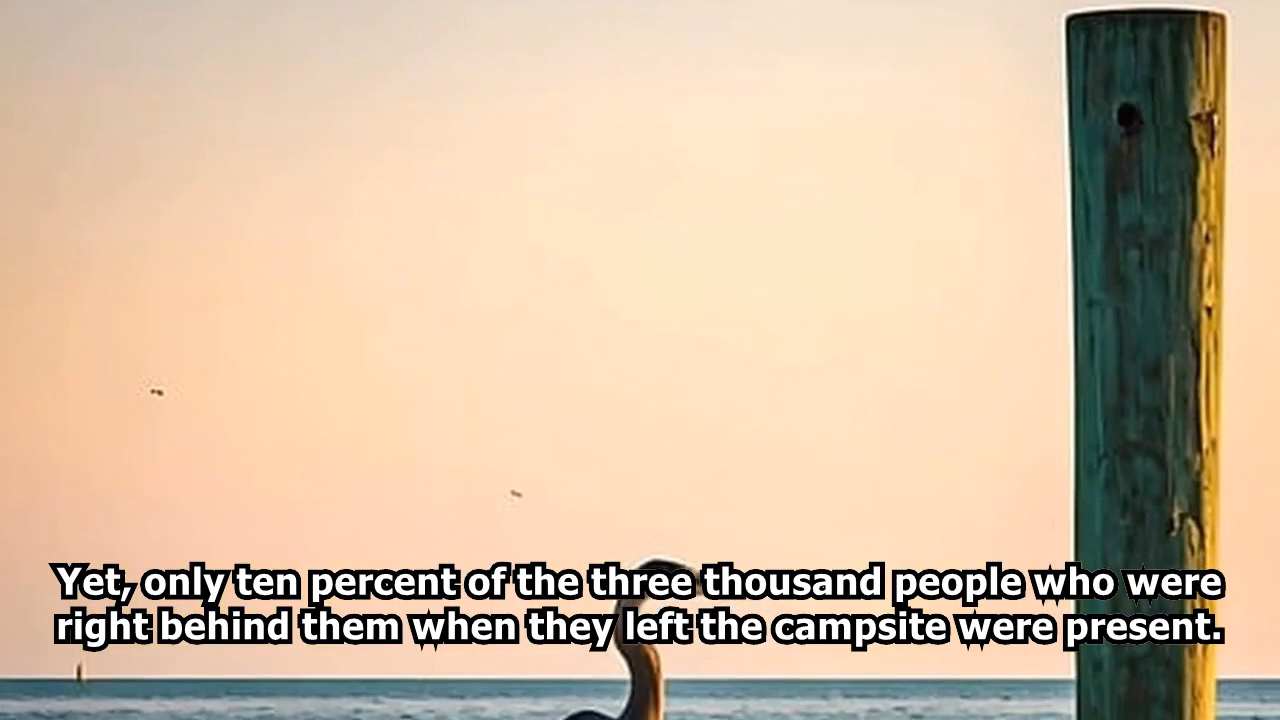 Yet, only ten percent of the three thousand people who were
right behind them when they left the campsite were present.